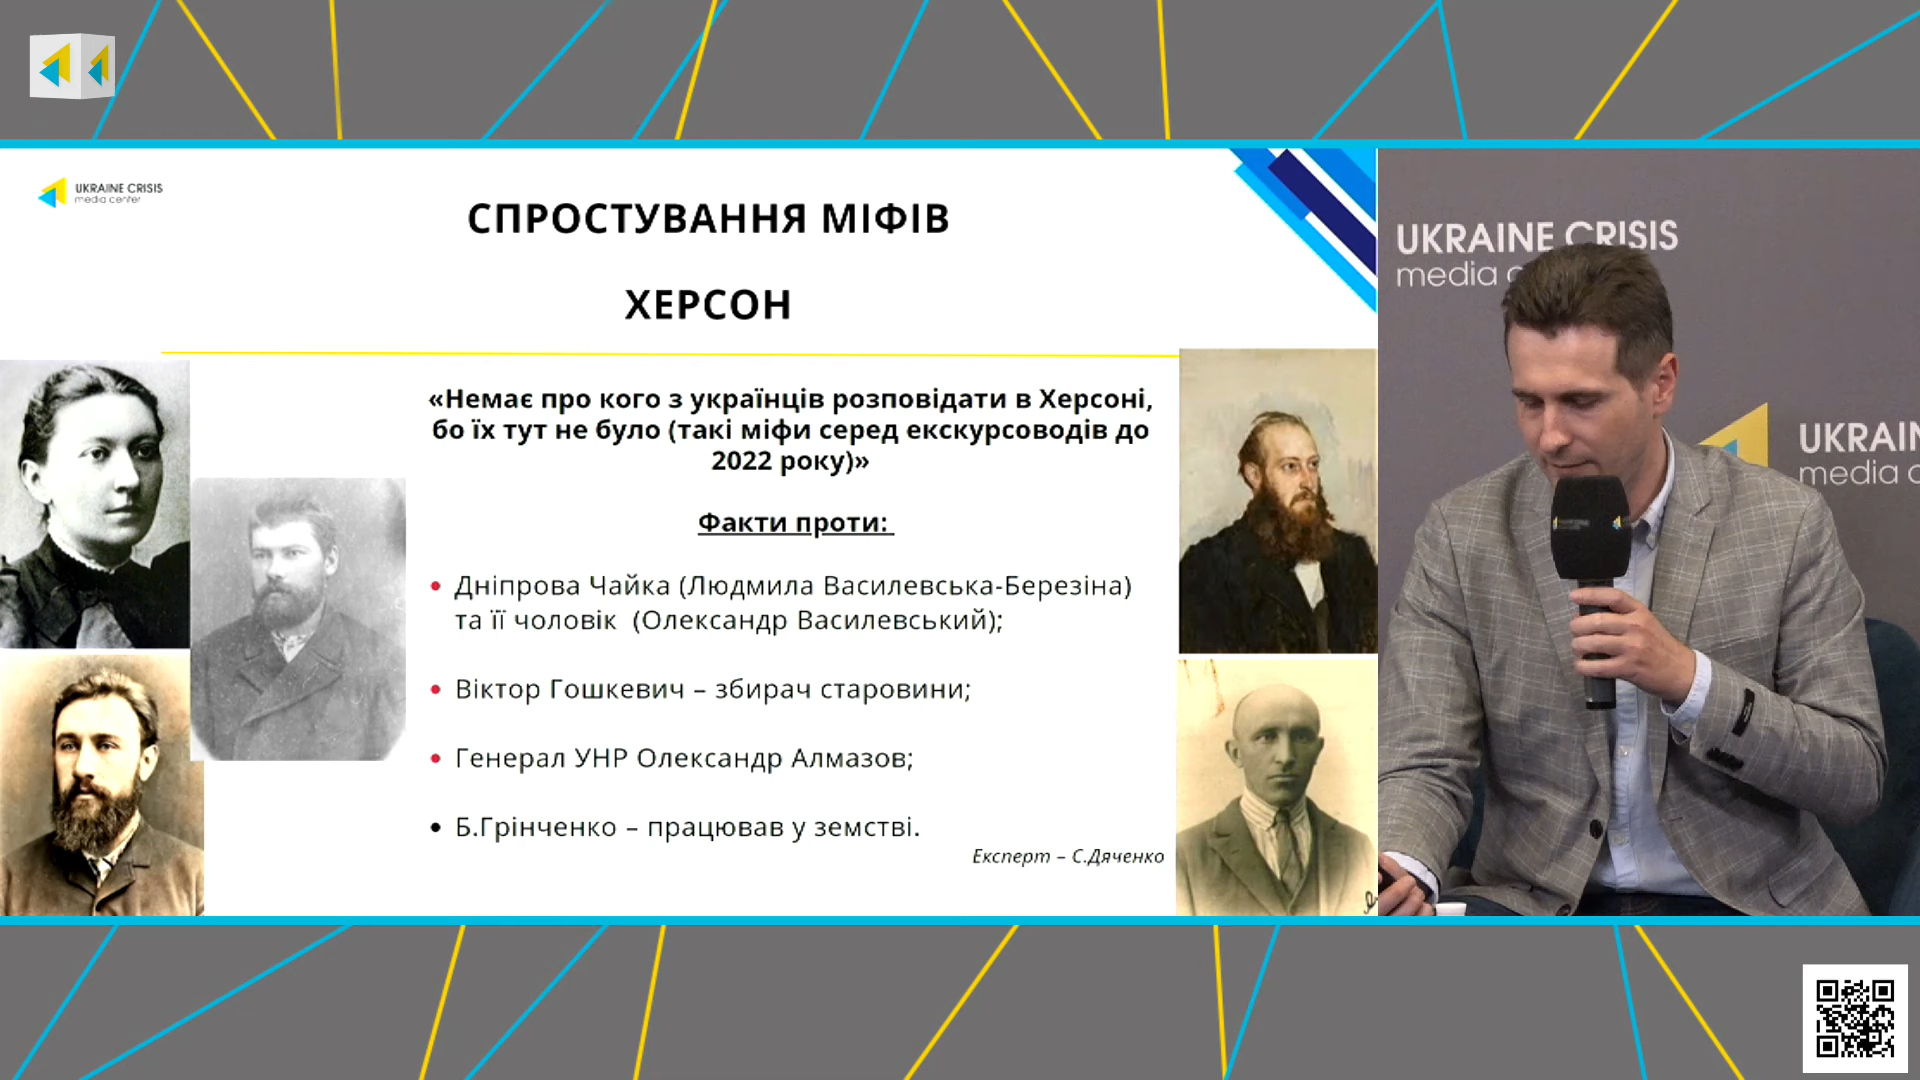 UKRAINE CRISIS
media center
СПРОСТУВАННЯ МІФІВ
ХЕРСОН
«Немає про кого з українців розповідати в Херсоні,
бо їх тут не було (такі міфи серед екскурсоводів до
2022 року)»
Факти проти:
• Дніпрова Чайка (Людмила Василевська-Березіна)
та її чоловік (Олександр Василевський);
• Віктор Гошкевич – збирач старовини;
• Генерал УНР Олександр Алмазов;
• Б.Грінченко – працював у земстві.
Експерт – С.Дяченко
UKRAINE CRISIS
media c
UKRAIN
media c